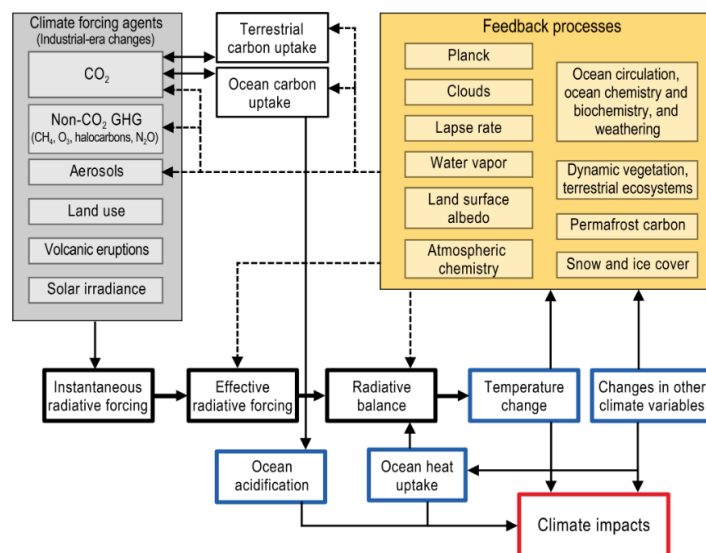 Climate forcing agents
(Industrial-era changes)
CO₂
Non-CO₂ GHG
(CH₄, O₃, halocarbons, N₂O)
Aerosols
Land use
Volcanic eruptions
Solar irradiance
Terrestrial
carbon uptake
Ocean carbon
uptake
Feedback processes
Planck
Clouds
Lapse rate
Water vapor
Land surface
albedo
Atmospheric
chemistry
Ocean circulation,
ocean chemistry and
biochemistry, and
weathering
Dynamic vegetation,
terrestrial ecosystems
Permafrost carbon
Snow and ice cover
Instantaneous
radiative forcing
Effective
radiative forcing
Radiative
balance
Temperature
change
Changes in other
climate variables
Ocean
acidification
Ocean heat
uptake
Climate impacts